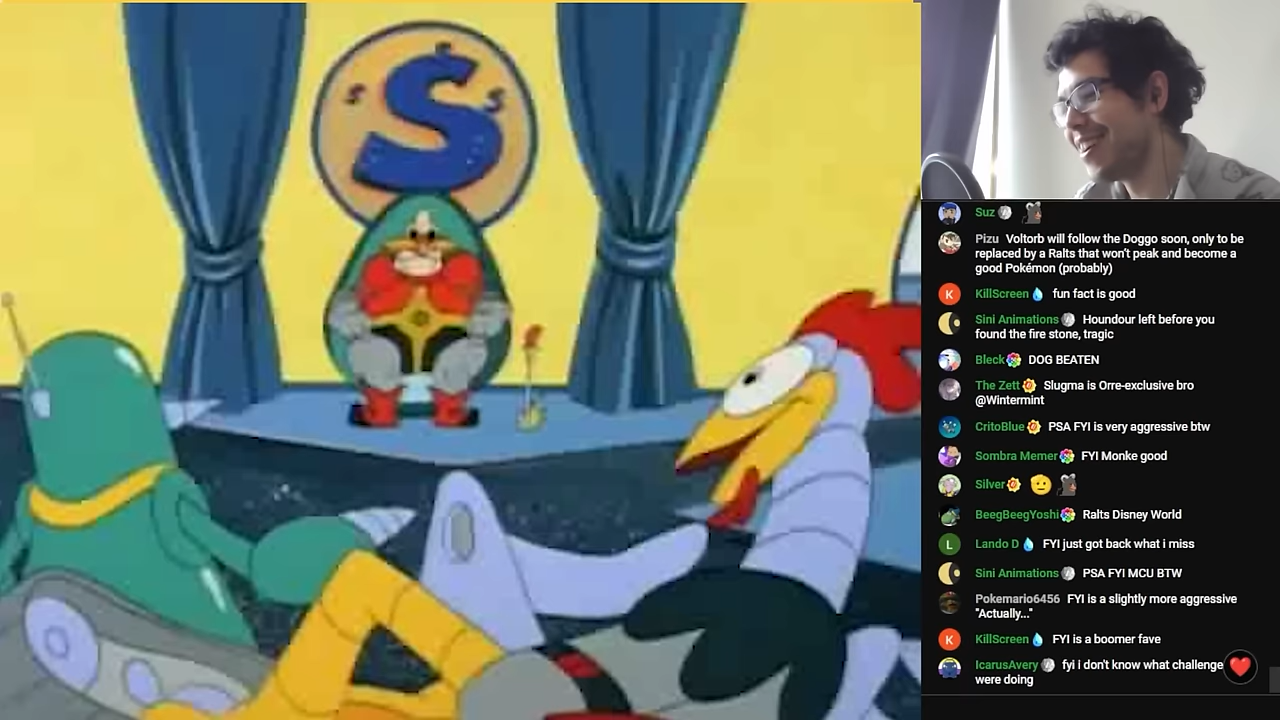 S
Suz
Pizu Voltorb will follow the Doggo soon, only to be
replaced by a Ralts that won't peak and become a
good Pokémon (probably)
K KillScreen fun fact is good
Sini Animations Houndour left before you
found the fire stone, tragic
Bleck DOG BEATEN
The Zett Slugma is Orre-exclusive bro
@Wintermint
CritoBlue PSA FYI is very aggressive btw
Sombra Memer FYI Monke good
Silver
BeegBeegYoshi Ralts Disney World
L Lando D FYI just got back what i miss
Sini Animations PSA FYI MCU BTW
Pokemario6456 FYI is a slightly more aggressive
"Actually..."
K KillScreen FYI is a boomer fave
IcarusAvery fyi i don't know what challenge
were doing